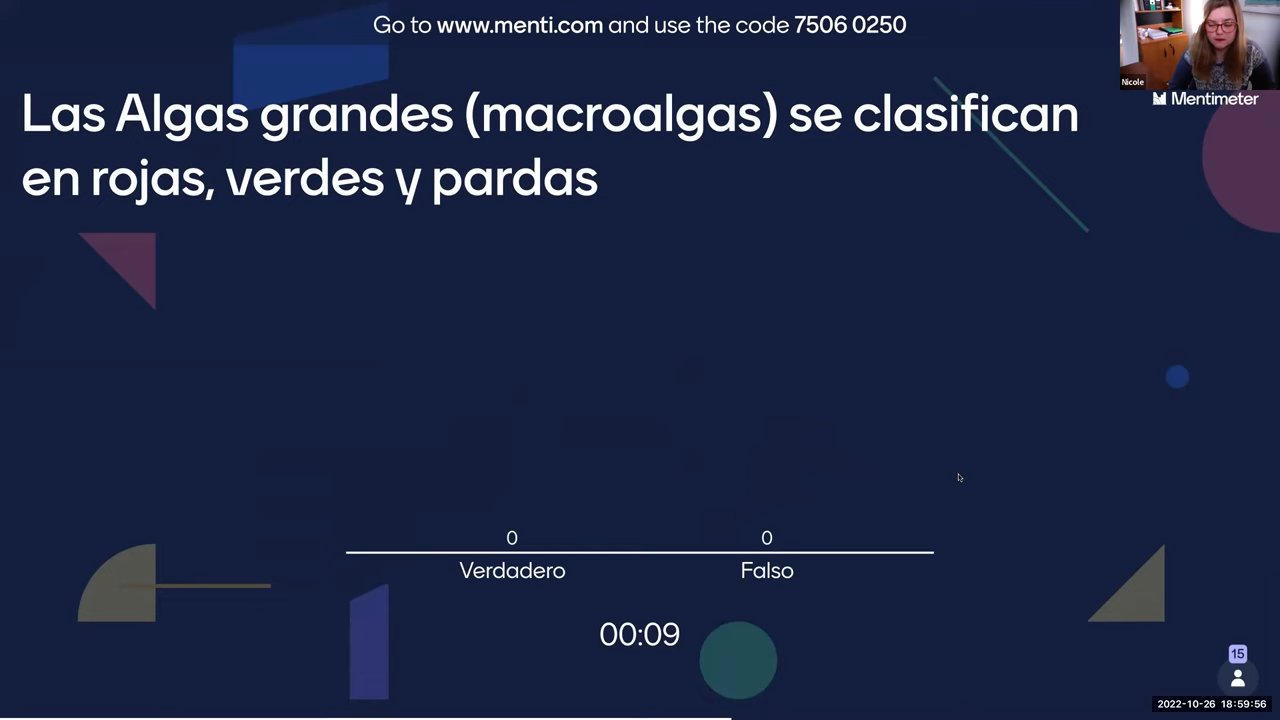 Go to www.menti.com and use the code 7506 0250
Nicole
Mentimeter
Las Algas grandes (macroalgas) se clasifican
en rojas, verdes y pardas
0
0
Verdadero
Falso
00:09
15
2022-10-26 18:59:56